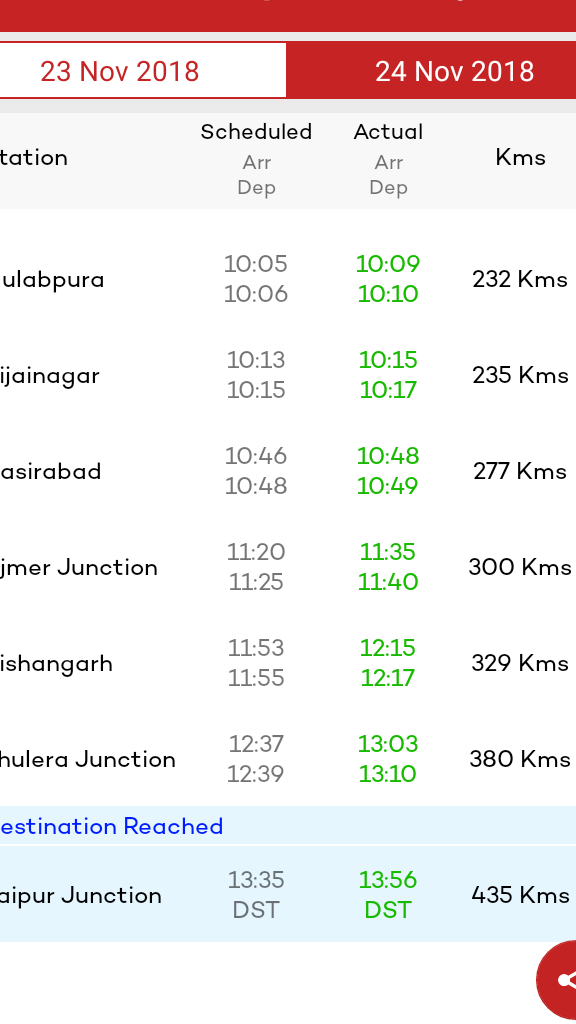 23 Nov 2018 24 Nov 2018
tation Scheduled Actual Kms
Arr Arr
Dep Dep
ulabpura 10:05 10:09 232 Kms
10:06 10:10
ijainagar 10:13 10:15 235 Kms
10:15 10:17
asirabad 10:46 10:48 277 Kms
10:48 10:49
jmer Junction 11:20 11:35 300 Kms
11:25 11:40
ishangarh 11:53 12:15 329 Kms
11:55 12:17
hulera Junction 12:37 13:03 380 Kms
12:39 13:10
estination Reached
aipur Junction 13:35 13:56 435 Kms
DST DST